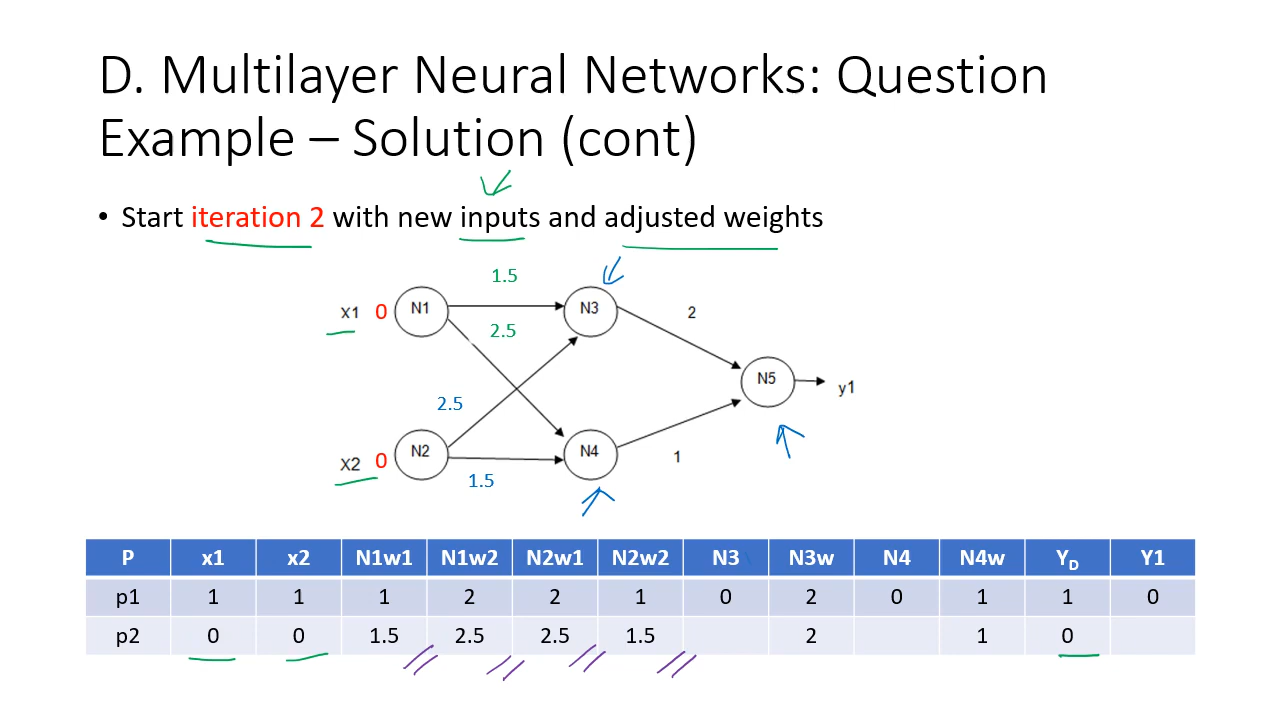 D. Multilayer Neural Networks: Question
Example – Solution (cont)
• Start iteration 2 with new inputs and adjusted weights
1.5
X1 0 N1 N3 2
2.5
N5 y1
2.5
X2 0 N2 N4 1
1.5
P x1 x2 N1w1 N1w2 N2w1 N2w2 N3 N3w N4 N4w YD Y1
p1 1 1 1 2 2 1 0 2 0 1 1 0
p2 0 0 1.5 2.5 2.5 1.5 2 1 0